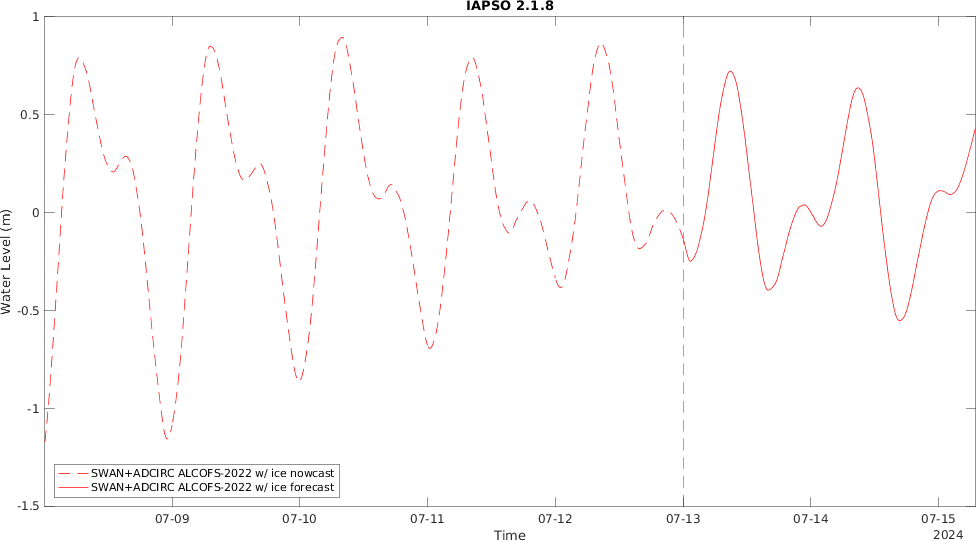 IAPSO 2.1.8
1
0.5
0
-0.5
-1
-1.5
Water Level (m)
SWAN+ADCIRC ALCOFS-2022 w/ ice nowcast
SWAN+ADCIRC ALCOFS-2022 w/ ice forecast
07-09 07-10 07-11 07-12 07-13 07-14 07-15
Time
2024